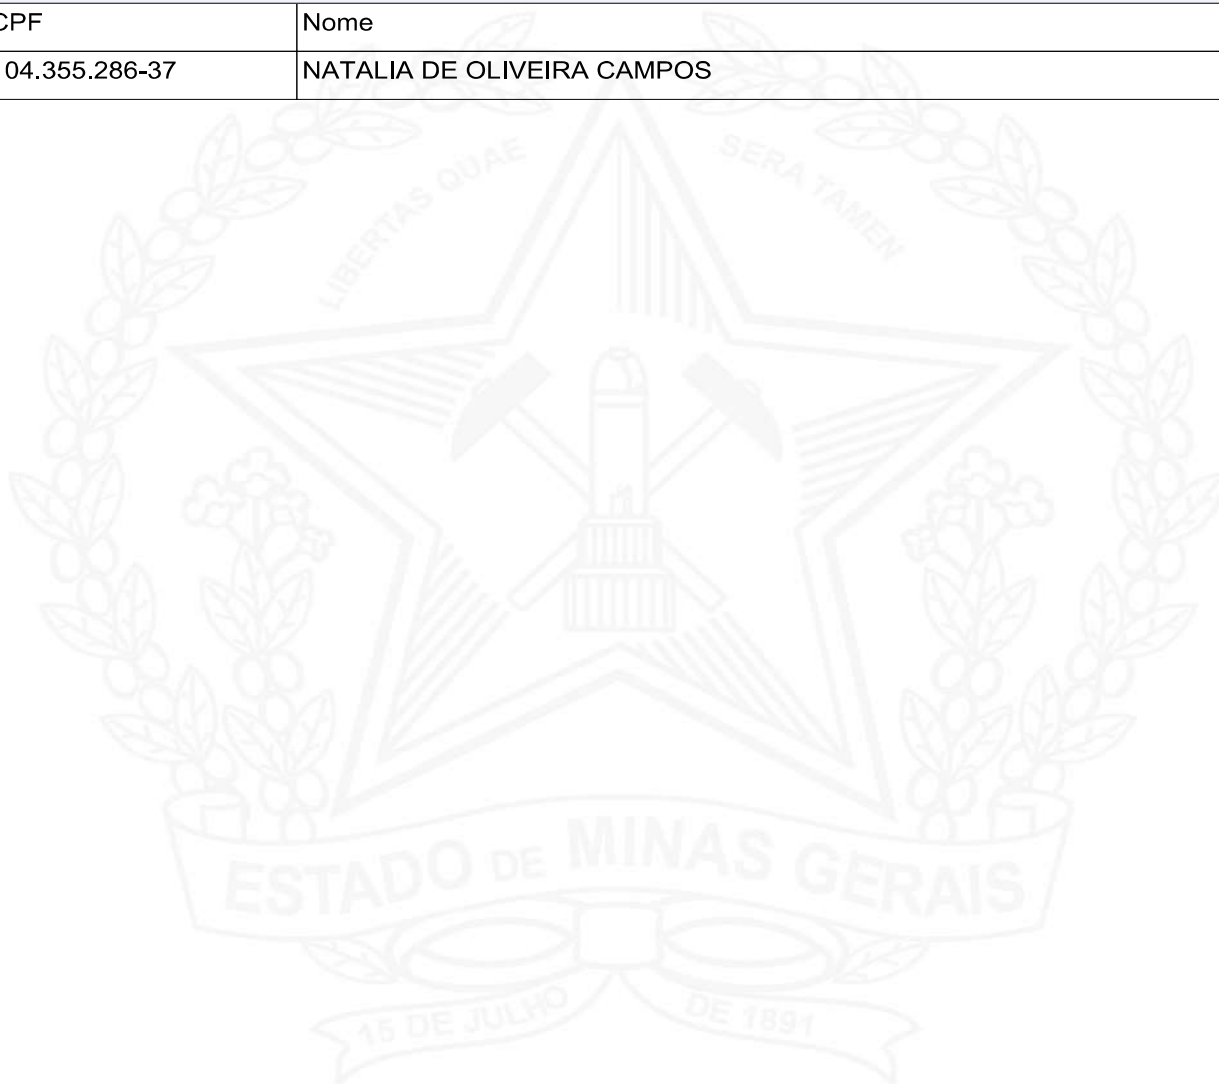 CPF Nome
04.355.286-37 NATALIA DE OLIVEIRA CAMPOS
LIBERTAS QUAE SERA TAMEN
ESTADO DE MINAS GERAIS
15 DE JULHO DE 1891